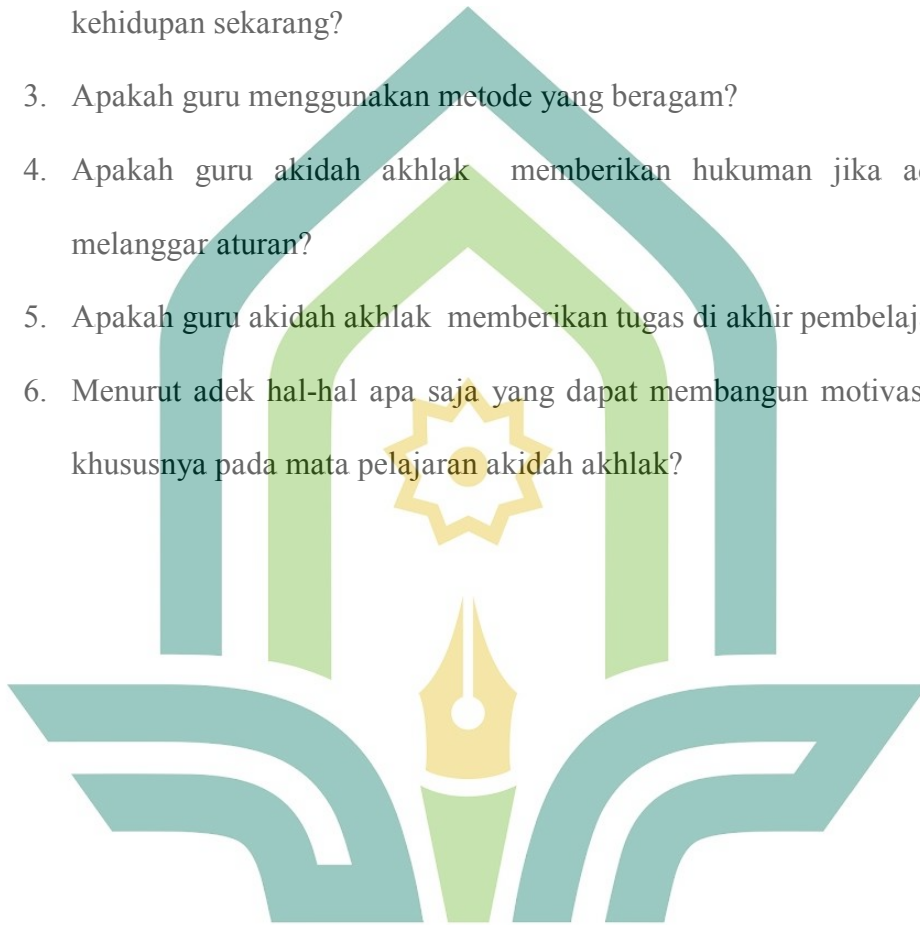 kehidupan sekarang?
3. Apakah guru menggunakan metode yang beragam?
4. Apakah guru akidah akhlak memberikan hukuman jika
melanggar aturan?
5. Apakah guru akidah akhlak memberikan tugas di akhir
6. Menurut adek hal-hal apa saja yang dapat membangun
khususnya pada mata pelajaran akidah akhlak?